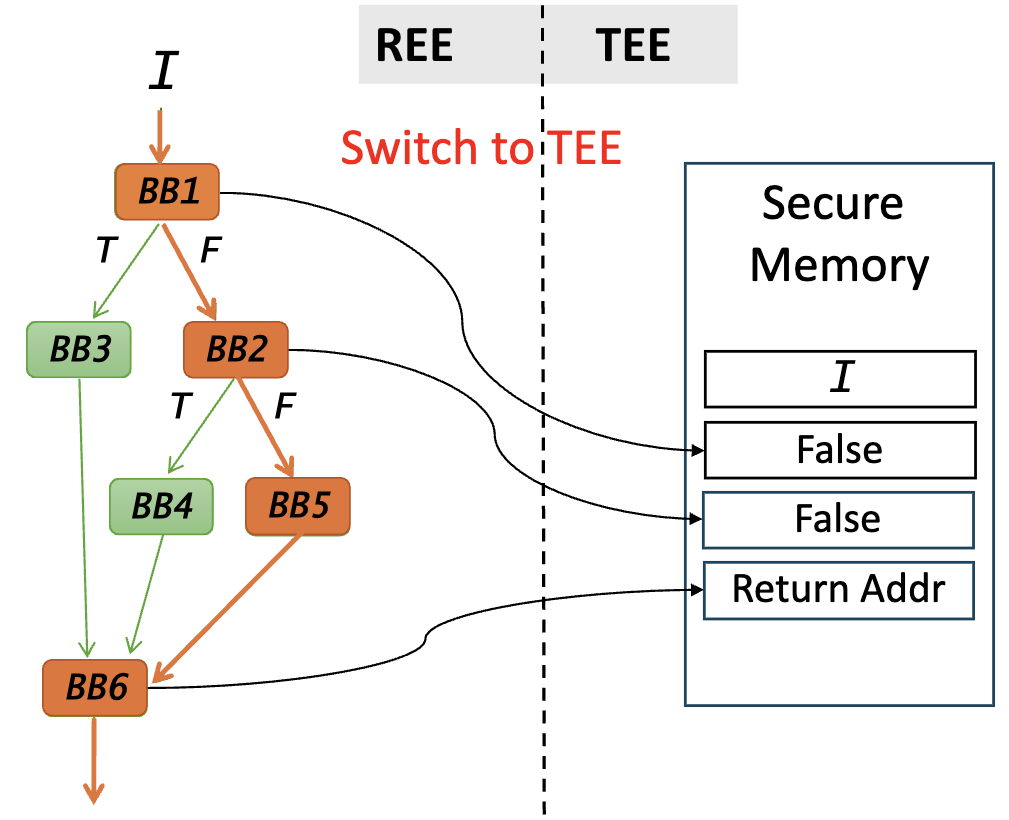 REE
TEE
I
Switch to TEE
BB1
Secure
Memory
T
F
BB3
BB2
I
T
F
False
BB4
BB5
False
Return Addr
BB6